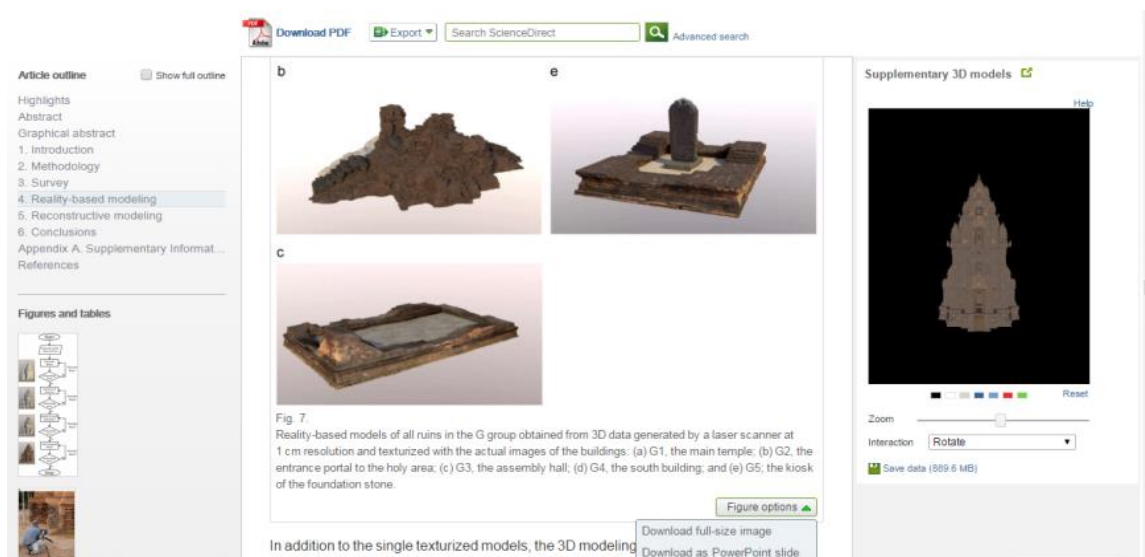 Download PDF
Export
Search ScienceDirect
Advanced search
Article outline
Show full outline
Highlights
Abstract
Graphical abstract
1. Introduction
2. Methodology
3. Survey
4. Reality-based modeling
5. Reconstructive modeling
6. Conclusions
Appendix A. Supplementary Informat...
References
Figures and tables
b
e
c
Fig. 7.
Reality-based models of all ruins in the G group obtained from 3D data generated by a laser scanner at
1 cm resolution and texturized with the actual images of the buildings: (a) G1, the main temple; (b) G2, the
entrance portal to the holy area; (c) G3, the assembly hall; (d) G4, the south building; and (e) G5; the kiosk
of the foundation stone.
Figure options
Download full-size image
Download as PowerPoint slide
In addition to the single texturized models, the 3D modeling
Supplementary 3D models
Help
Reset
Zoom
Interaction
Rotate
Save data (889.6 MB)